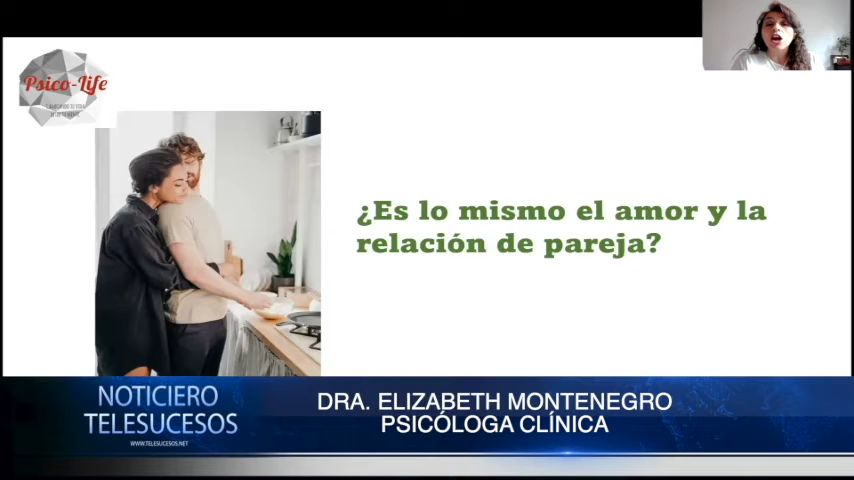 Psico-Life
¿Es lo mismo el amor y la
relación de pareja?
NOTICIERO
TELESUCESOS
WWW.TELESUCESOS.NET
DRA. ELIZABETH MONTENEGRO
PSICÓLOGA CLÍNICA